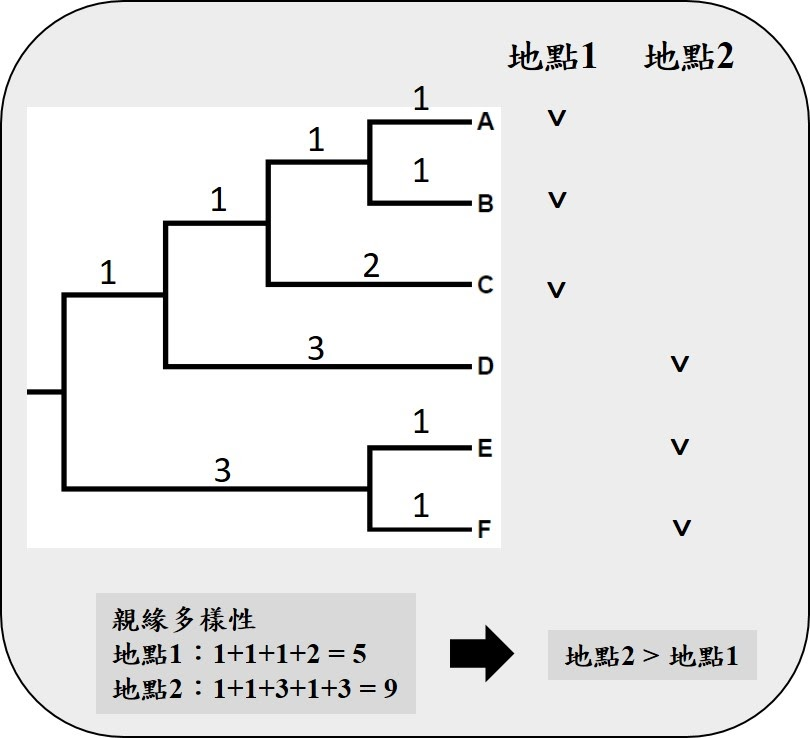 地點1 地點2
1
A v
1
1
B v
1
2
C v
1
3
D v
1
E v
3
1
F v
親緣多樣性
地點1：1+1+1+2 = 5
地點2：1+1+3+1+3 = 9
地點2 > 地點1